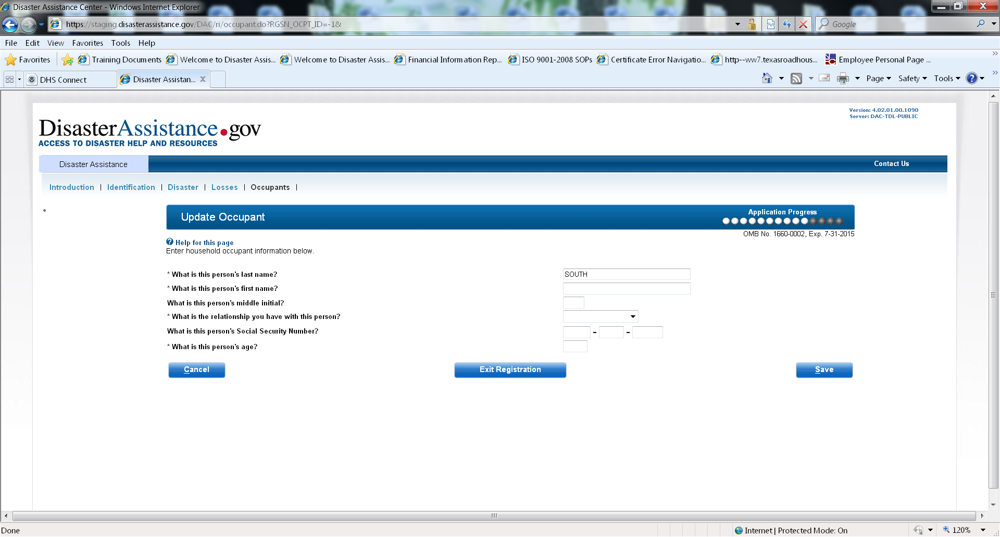 Disaster Assistance Center - Windows Internet Explorer
https://staging.disasterassistance.gov/DAC/ri/occupant.do?RGSN_OCPT_ID=-1&
Google
File Edit View Favorites Tools Help
Favorites Training Documents Welcome to Disaster Assis... Welcome to Disaster Assis... Financial Information Rep... ISO 9001-2008 SOPs Certificate Error Navigatio... http--ww7.texasroadhous... Employee Personal Page ...
DHS Connect Disaster Assistan... Page Safety Tools
Version: 4.02.01.00.1090
Server: DAC-TDL-PUBLIC
DisasterAssistance.gov
ACCESS TO DISASTER HELP AND RESOURCES
Disaster Assistance Contact Us
Introduction | Identification | Disaster | Losses | Occupants |
Update Occupant
Application Progress
OMB No. 1660-0002, Exp. 7-31-2015
Help for this page
Enter household occupant information below.
* What is this person's last name? SOUTH
* What is this person's first name?
What is this person's middle initial?
* What is the relationship you have with this person?
What is this person's Social Security Number? - -
* What is this person's age?
Cancel Exit Registration Save
Done Internet | Protected Mode: On 120%